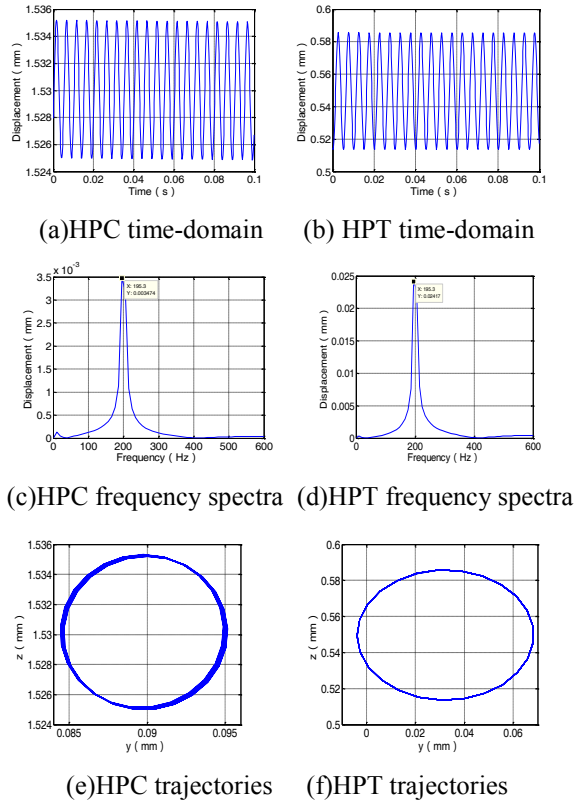 1.536
1.534
1.532
1.53
1.528
1.526
1.524
Displacement ( mm )
0 0.02 0.04 0.06 0.08 0.1
Time ( s )
(a)HPC time-domain
0.6
0.58
0.56
0.54
0.52
0.5
Displacement ( mm )
0 0.02 0.04 0.06 0.08 0.1
Time ( s )
(b) HPT time-domain
x 10⁻³
3.5
3
2.5
2
1.5
1
0.5
0
Displacement ( mm )
X: 195.3
Y: 0.003474
0 100 200 300 400 500 600
Frequency ( Hz )
(c)HPC frequency spectra
0.025
0.02
0.015
0.01
0.005
0
Displacement ( mm )
X: 195.3
Y: 0.02417
0 200 400 600
Frequency ( Hz )
(d)HPT frequency spectra
1.536
1.534
1.532
1.53
1.528
1.526
1.524
z ( mm )
0.085 0.09 0.095
y ( mm )
(e)HPC trajectories
0.6
0.58
0.56
0.54
0.52
0.5
z ( mm )
0 0.02 0.04 0.06
y ( mm )
(f)HPT trajectories